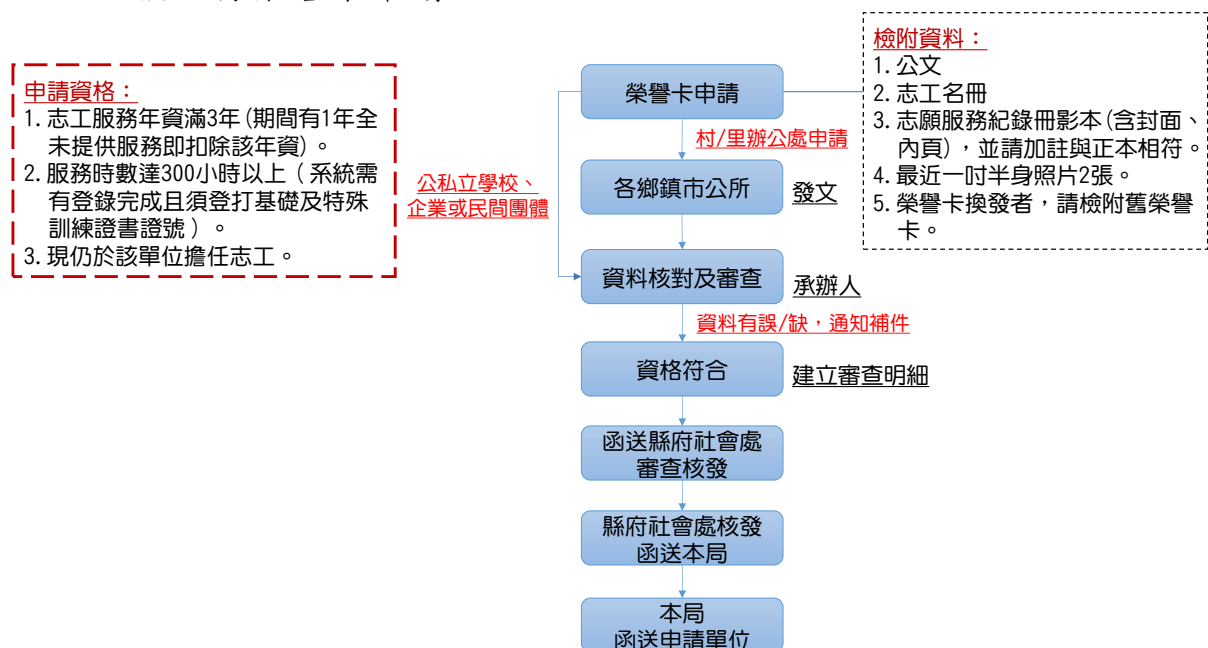 檢附資料：
1.公文
2.志工名冊
3.志願服務紀錄冊影本(含封面、
內頁)，並請加註與正本相符。
4.最近一吋半身照片2張。
5.榮譽卡換發者，請檢附舊榮譽
卡。
申請資格：
1.志工服務年資滿3年(期間有1年全
未提供服務即扣除該年資)。
2.服務時數達300小時以上（系統需
有登錄完成且須登打基礎及特殊
訓練證書證號）。
3.現仍於該單位擔任志工。
榮譽卡申請
村/里辦公處申請
公私立學校、
企業或民間團體
各鄉鎮市公所
發文
資料核對及審查
承辦人
資料有誤/缺，通知補件
資格符合
建立審查明細
函送縣府社會處
審查核發
縣府社會處核發
函送本局
本局
函送申請單位